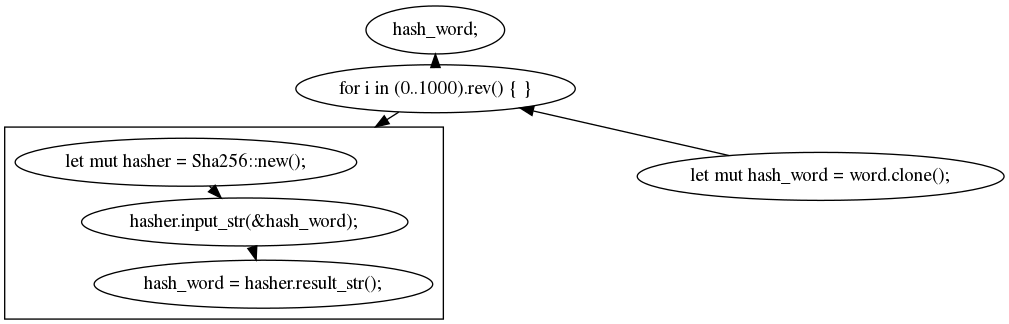 hash_word;
for i in (0..1000).rev() { }
let mut hasher = Sha256::new();
let mut hash_word = word.clone();
hasher.input_str(&hash_word);
hash_word = hasher.result_str();